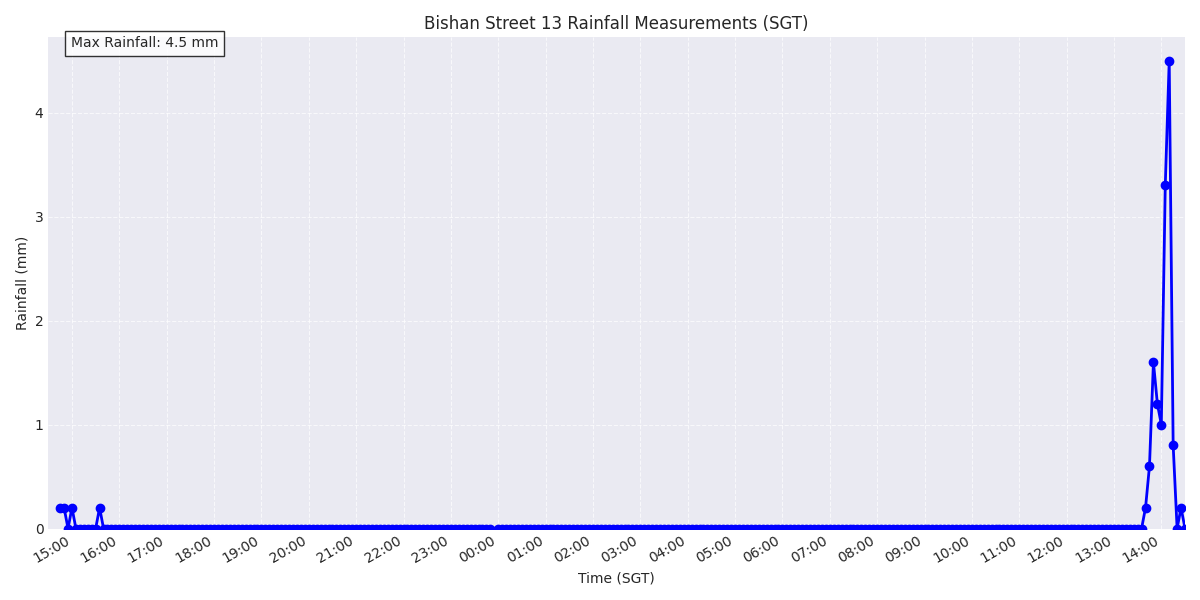 Bishan Street 13 Rainfall Measurements (SGT)
Max Rainfall: 4.5 mm
Rainfall (mm)
4
3
2
1
0
15:00 16:00 17:00 18:00 19:00 20:00 21:00 22:00 23:00 00:00 01:00 02:00 03:00 04:00 05:00 06:00 07:00 08:00 09:00 10:00 11:00 12:00 13:00 14:00
Time (SGT)